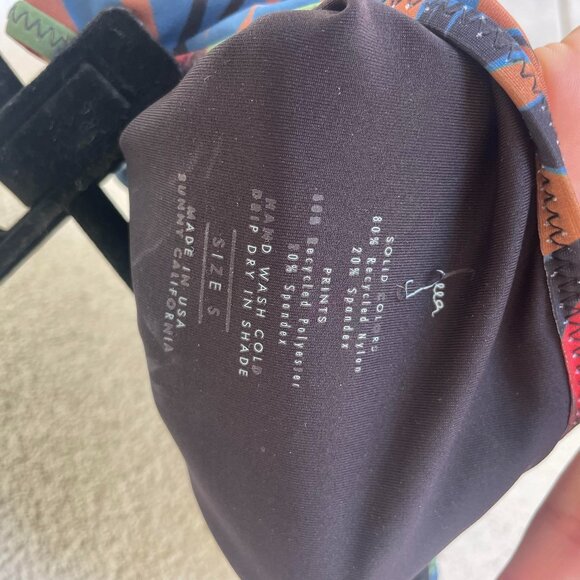 SOLID COLORS
80% Recycled Nylon
20% Spandex
PRINTS
80% Recycled Polyester
20% Spandex
HAND WASH COLD
DRIP DRY IN SHADE
SIZE S
MADE IN USA
SUNNY CALIFORNIA